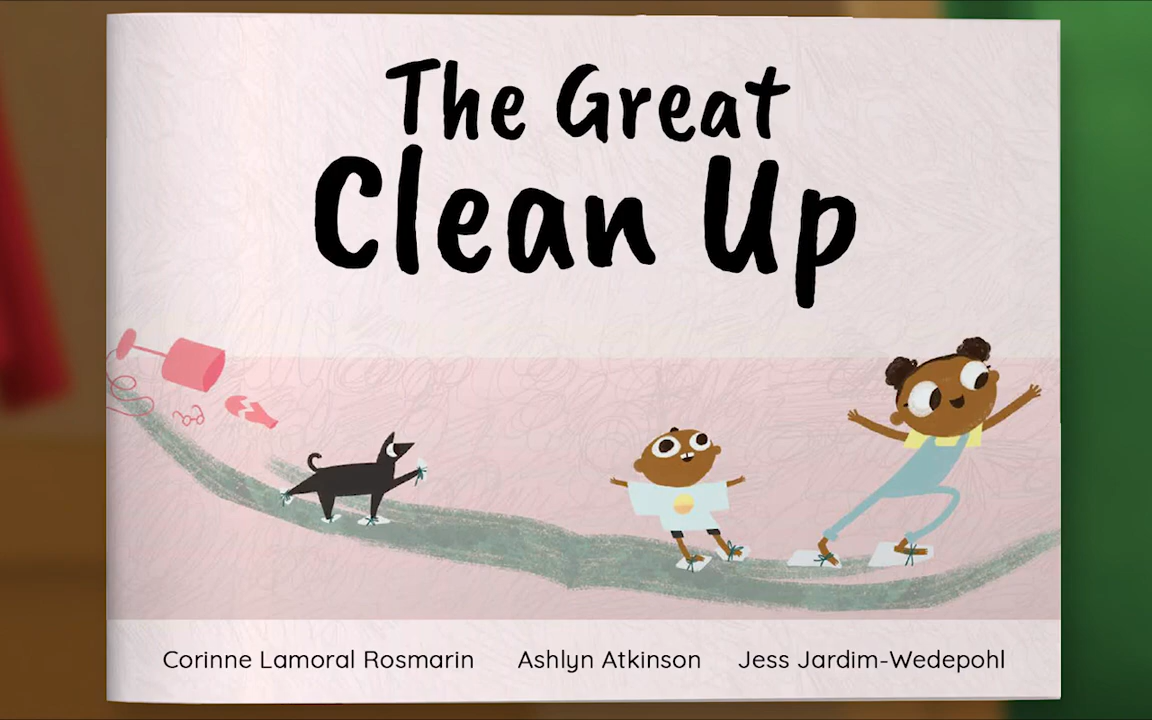 The Great
Clean Up
Corinne Lamoral Rosmarin Ashlyn Atkinson Jess Jardim-Wedepohl